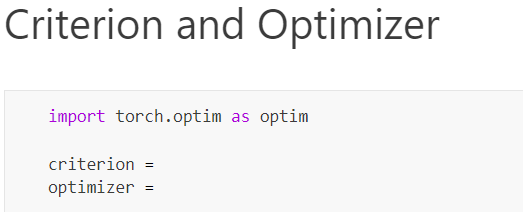 Criterion and Optimizer
import torch.optim as optim
criterion =
optimizer =